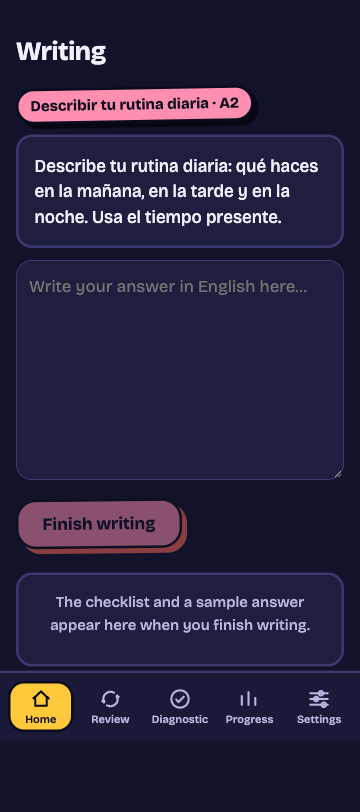 Writing
Describir tu rutina diaria · A2
Describe tu rutina diaria: qué haces
en la mañana, en la tarde y en la
noche. Usa el tiempo presente.
Write your answer in English here...
Finish writing
The checklist and a sample answer
appear here when you finish writing.
Home
Review
Diagnostic
Progress
Settings